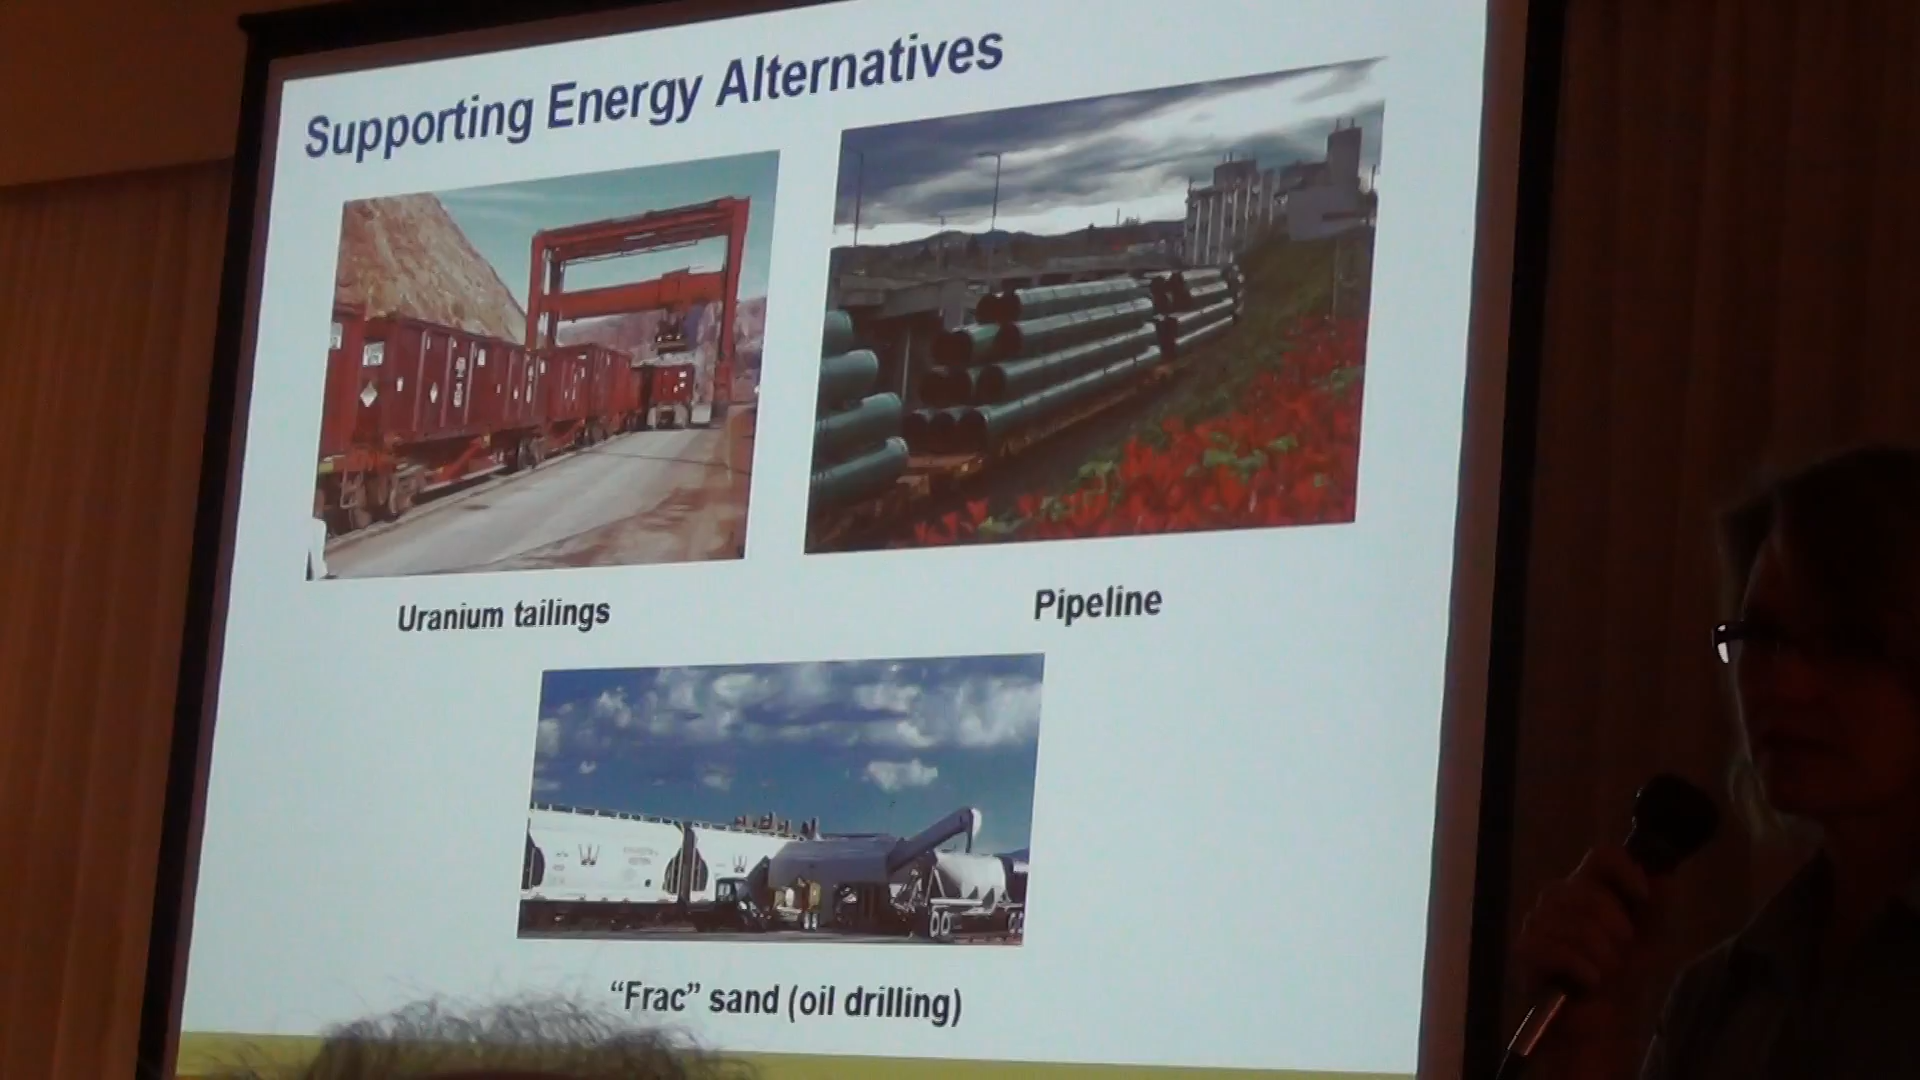 Supporting Energy Alternatives
Uranium tailings
Pipeline
“Frac” sand (oil drilling)